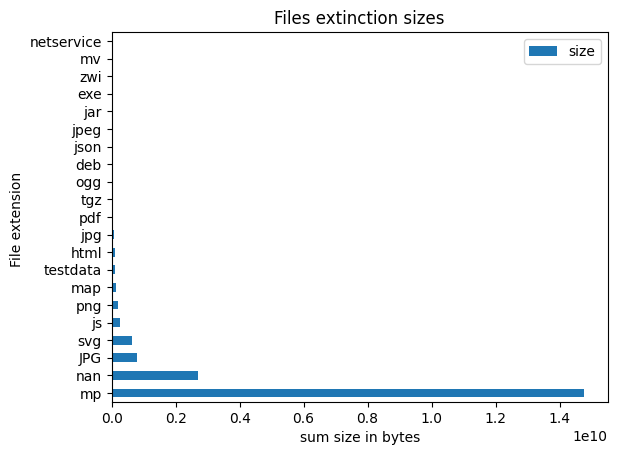 Files extinction sizes
size
File extension
netservice
mv
zwi
exe
jar
jpeg
json
deb
ogg
tgz
pdf
jpg
html
testdata
map
png
js
svg
JPG
nan
mp
0.0 0.2 0.4 0.6 0.8 1.0 1.2 1.4
1e10
sum size in bytes